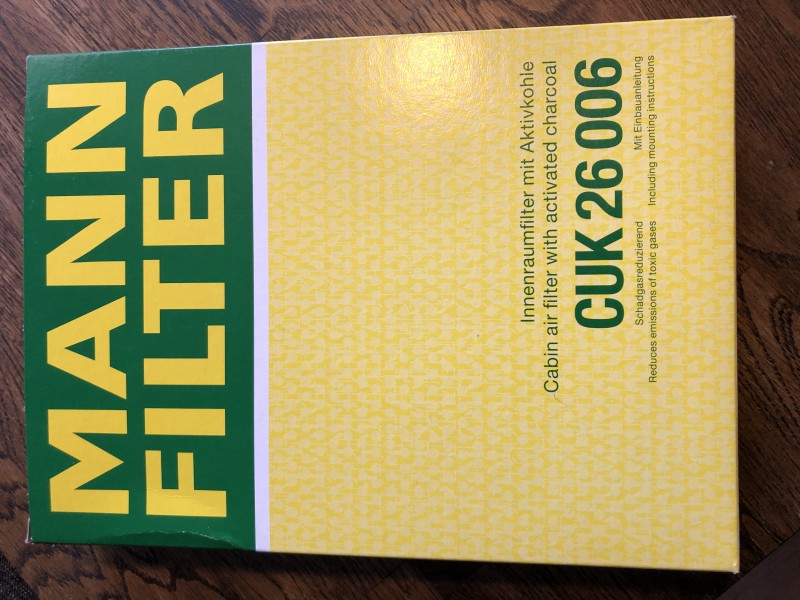 MANN
FILTER
Innenraumfilter mit Aktivkohle
Cabin air filter with activated charcoal
CUK 26 006
Schadgasreduzierend Mit Einbauanleitung
Reduces emissions of toxic gases Including mounting instructions